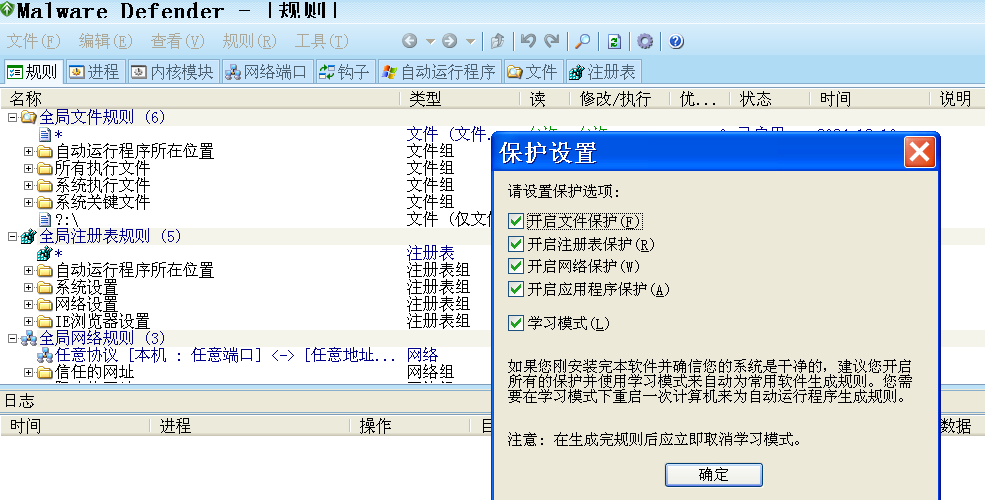 Malware Defender - [规则]
文件(F) 编辑(E) 查看(V) 规则(R) 工具(T)
规则 进程 内核模块 网络端口 钩子 自动运行程序 文件 注册表
名称 类型 读 修改/执行 优... 状态 时间 说明
全局文件规则 (6)
* 文件 (文件.
自动运行程序所在位置 文件组
所有执行文件 文件组
系统执行文件 文件组
系统关键文件 文件组
?:\ 文件 (仅文件
全局注册表规则 (5)
* 注册表
自动运行程序所在位置 注册表组
系统设置 注册表组
网络设置 注册表组
IE浏览器设置 注册表组
全局网络规则 (3)
任意协议 [本机 : 任意端口] <-> [任意地址... 网络
信任的网址 网络组
日志
时间 进程 操作 数据
保护设置
请设置保护选项:
开启文件保护(F)
开启注册表保护(R)
开启网络保护(W)
开启应用程序保护(A)
学习模式(L)
如果您刚安装完本软件并确信您的系统是干净的，建议您开启
所有的保护并使用学习模式来自动为常用软件生成规则。您需
要在学习模式下重启一次计算机来为自动运行程序生成规则。
注意: 在生成完规则后应立即取消学习模式。
确定